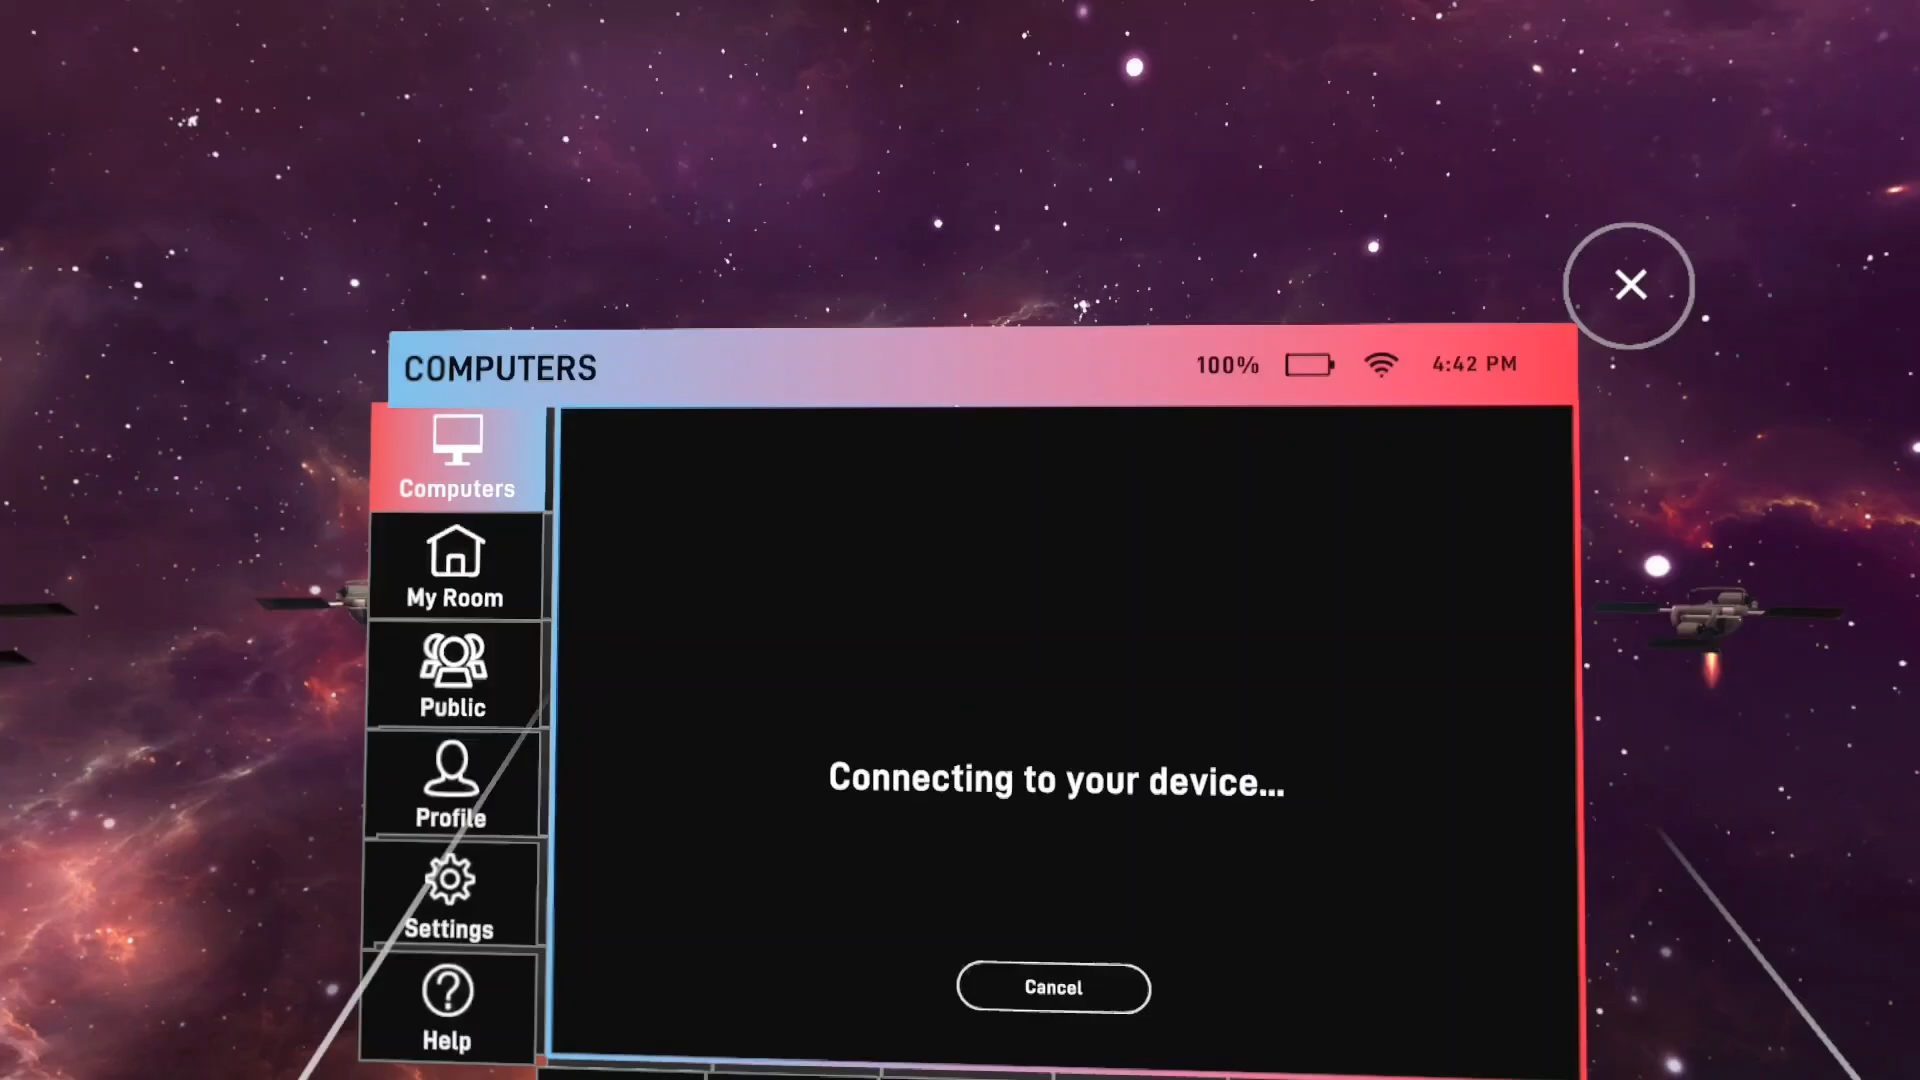 COMPUTERS
100%
4:42 PM
Computers
My Room
Public
Profile
Settings
Help
Connecting to your device...
Cancel